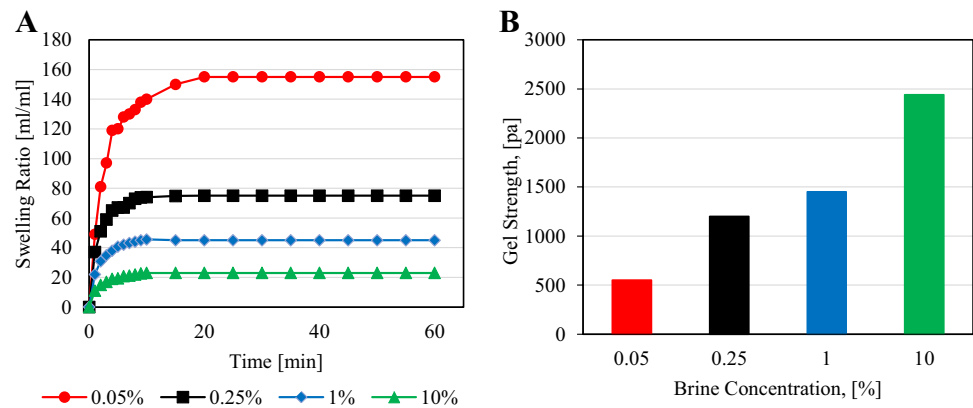 A
180
160
140
120
100
80
60
40
20
0
Swelling Ratio [ml/ml]
0 20 40 60
Time [min]
0.05% 0.25% 1% 10%
B
3000
2500
2000
1500
1000
500
0
Gel Strength, [pa]
0.05 0.25 1 10
Brine Concentration, [%]